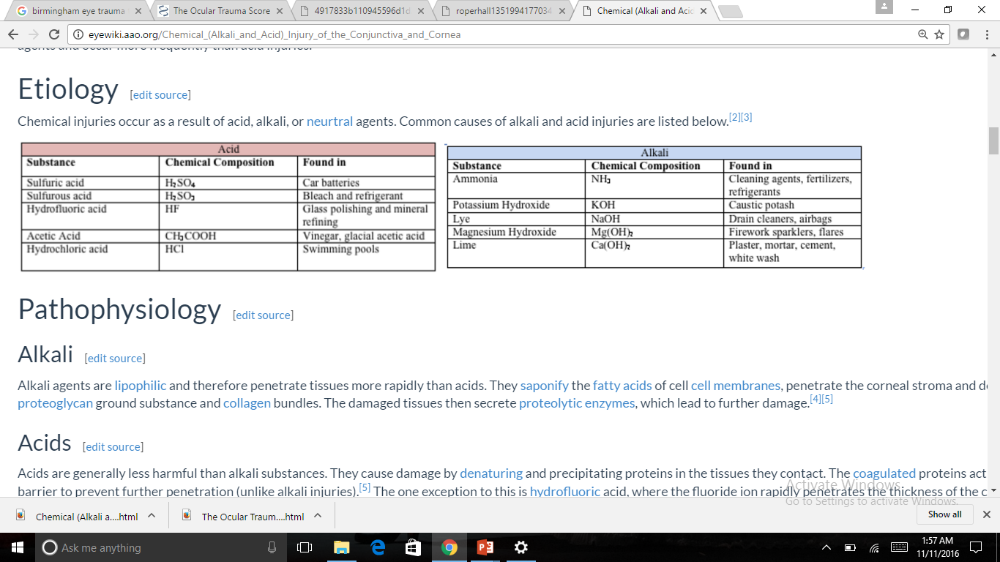 birmingham eye trauma
The Ocular Trauma Score
4917833b110945596d1d
roperhall1351994177034
Chemical (Alkali and Acid
eyewiki.aao.org/Chemical_(Alkali_and_Acid)_Injury_of_the_Conjunctiva_and_Cornea
agents and occur more frequently than acid injuries.
Etiology [edit source]
Chemical injuries occur as a result of acid, alkali, or neurtral agents. Common causes of alkali and acid injuries are listed below.[2][3]
Acid
Substance Chemical Composition Found in
Sulfuric acid H2SO4 Car batteries
Sulfurous acid H2SO3 Bleach and refrigerant
Hydrofluoric acid HF Glass polishing and mineral
refining
Acetic Acid CH3COOH Vinegar, glacial acetic acid
Hydrochloric acid HCl Swimming pools
Alkali
Substance Chemical Composition Found in
Ammonia NH3 Cleaning agents, fertilizers,
refrigerants
Potassium Hydroxide KOH Caustic potash
Lye NaOH Drain cleaners, airbags
Magnesium Hydroxide Mg(OH)2 Firework sparklers, flares
Lime Ca(OH)2 Plaster, mortar, cement,
white wash
Pathophysiology [edit source]
Alkali [edit source]
Alkali agents are lipophilic and therefore penetrate tissues more rapidly than acids. They saponify the fatty acids of cell cell membranes, penetrate the corneal stroma and de
proteoglycan ground substance and collagen bundles. The damaged tissues then secrete proteolytic enzymes, which lead to further damage.[4][5]
Acids [edit source]
Acids are generally less harmful than alkali substances. They cause damage by denaturing and precipitating proteins in the tissues they contact. The coagulated proteins act
barrier to prevent further penetration (unlike alkali injuries).[5] The one exception to this is hydrofluoric acid, where the fluoride ion rapidly penetrates the thickness of the c
Activate Windows
Go to Settings to activate Windows.
Chemical (Alkali a....html
The Ocular Traum....html
Show all
Ask me anything
1:57 AM
11/11/2016